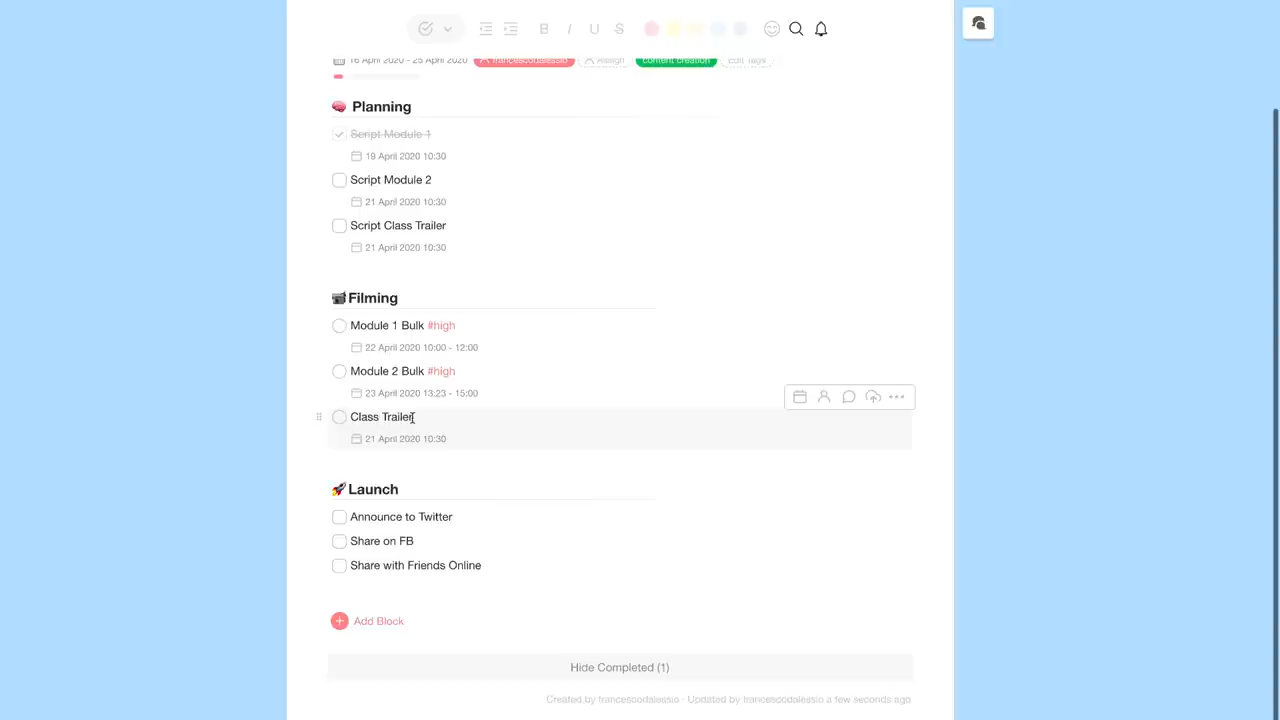 B I U S
16 April 2020 - 25 April 2020 francescodalessio Assign content creation Edit Tags
Planning
Script Module 1
19 April 2020 10:30
Script Module 2
21 April 2020 10:30
Script Class Trailer
21 April 2020 10:30
Filming
Module 1 Bulk #high
22 April 2020 10:00 - 12:00
Module 2 Bulk #high
23 April 2020 13:23 - 15:00
Class Trailer
21 April 2020 10:30
Launch
Announce to Twitter
Share on FB
Share with Friends Online
Add Block
Hide Completed (1)
Created by francescodalessio · Updated by francescodalessio a few seconds ago